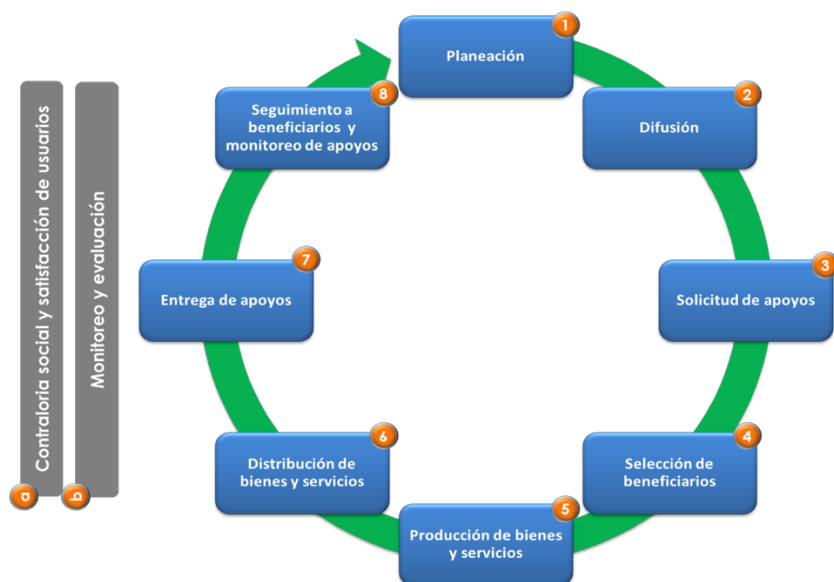 1
Planeación
2
Difusión
3
Solicitud de apoyos
4
Selección de
beneficiarios
5
Producción de bienes
y servicios
6
Distribución de
bienes y servicios
7
Entrega de apoyos
8
Seguimiento a
beneficiarios y
monitoreo de apoyos
a
Contraloría social y satisfacción de usuarios
b
Monitoreo y evaluación